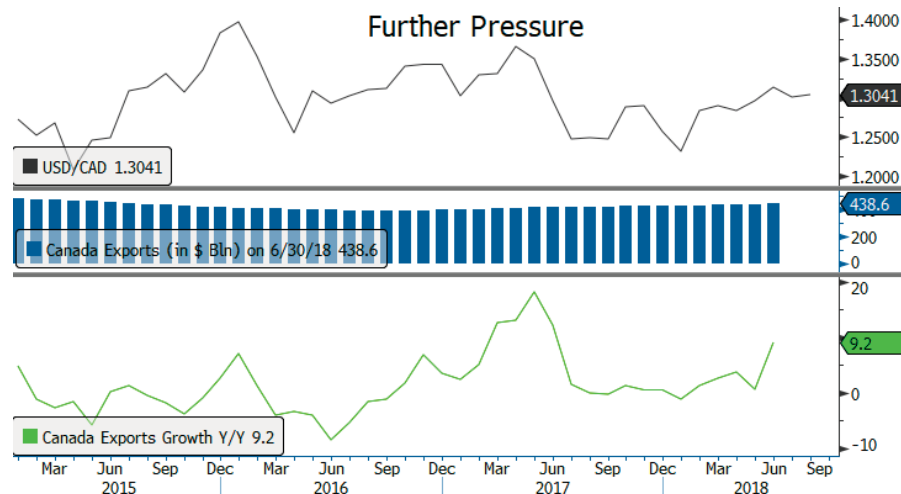 Further Pressure
1.4000
1.3500
1.3041
1.2500
1.2000
USD/CAD 1.3041
438.6
200
0
Canada Exports (in $ Bln) on 6/30/18 438.6
20
9.2
0
-10
Canada Exports Growth Y/Y 9.2
Mar Jun Sep Dec Mar Jun Sep Dec Mar Jun Sep Dec Mar Jun Sep
2015 2016 2017 2018